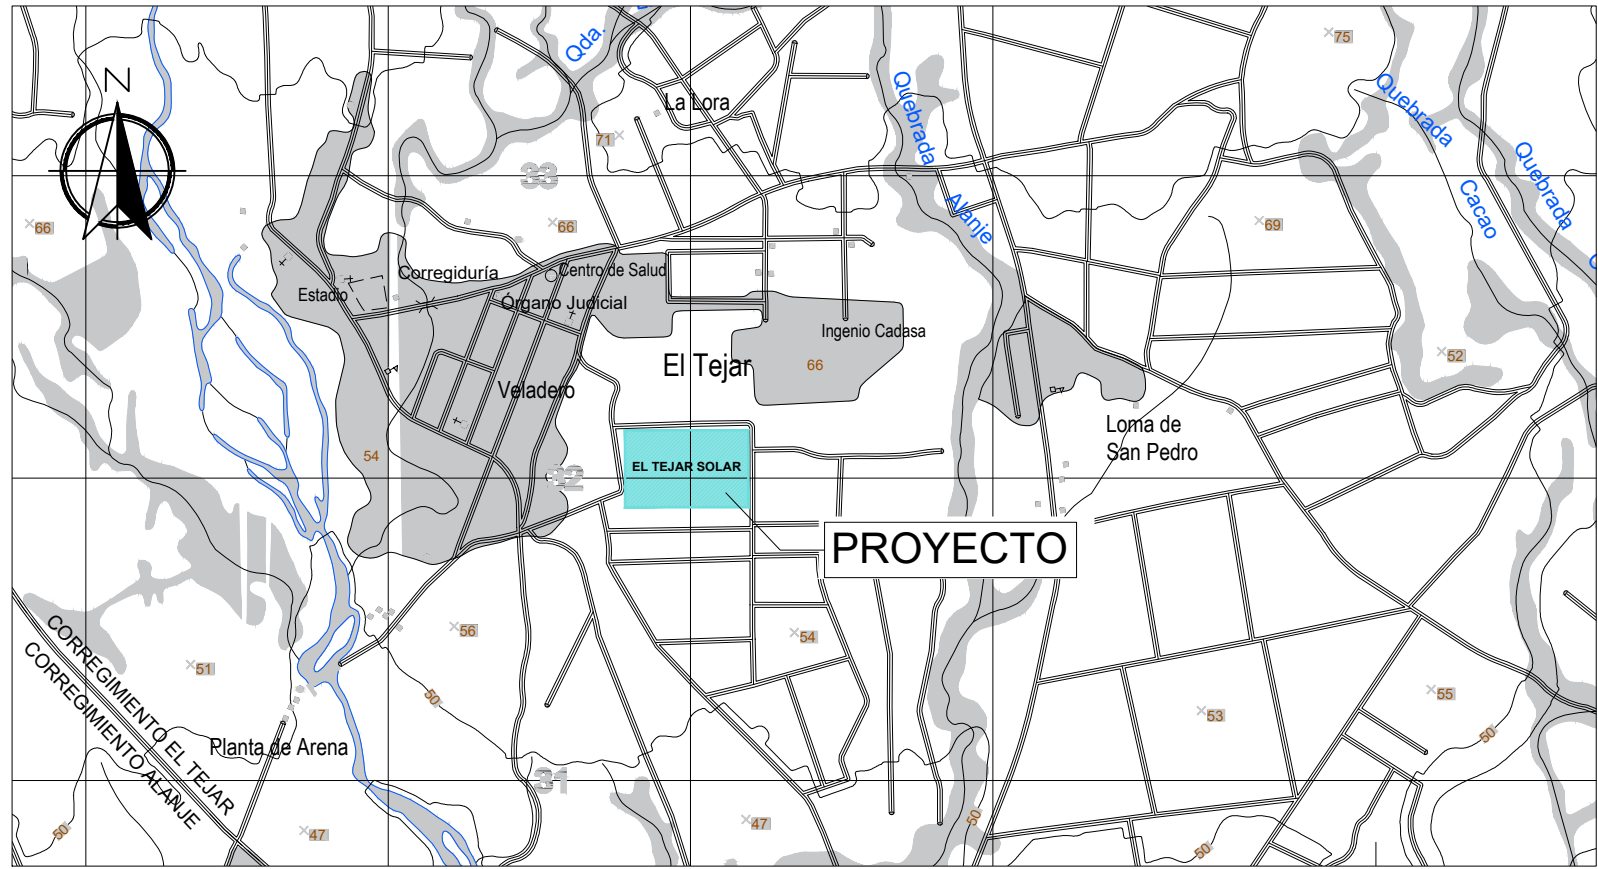 N
Qda.
75
Quebrada
Alanje
Quebrada
Cacao
Quebrada
La Lora
71
33
66
66
69
Corregiduría
Centro de Salud
Estadio
Órgano Judicial
Ingenio Cadasa
El Tejar
66
52
Veladero
Loma de
San Pedro
54
EL TEJAR SOLAR
32
PROYECTO
56
54
51
50
55
53
50
CORREGIMIENTO EL TEJAR
CORREGIMIENTO ALANJE
Planta de Arena
31
50
47
47
50
50